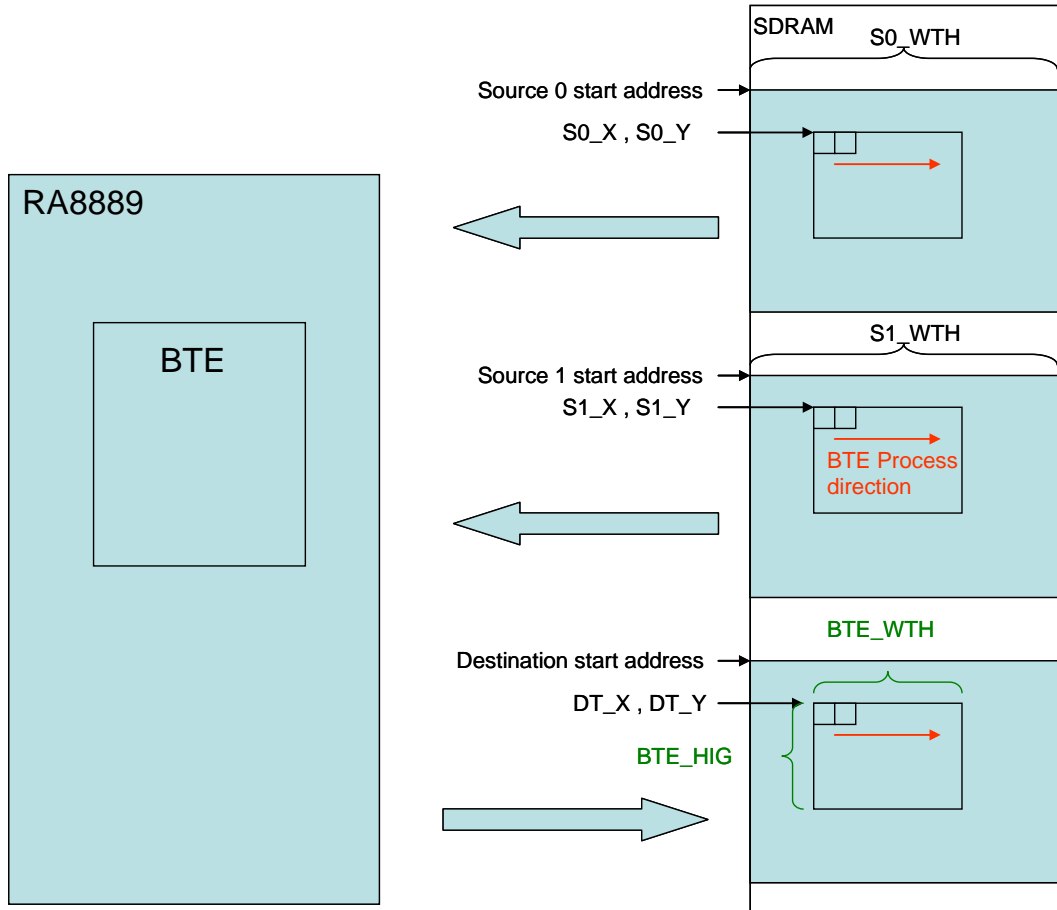 SDRAM
S0_WTH
Source 0 start address
S0_X , S0_Y
RA8889
BTE
S1_WTH
Source 1 start address
S1_X , S1_Y
BTE Process
direction
BTE_WTH
Destination start address
DT_X , DT_Y
BTE_HIG